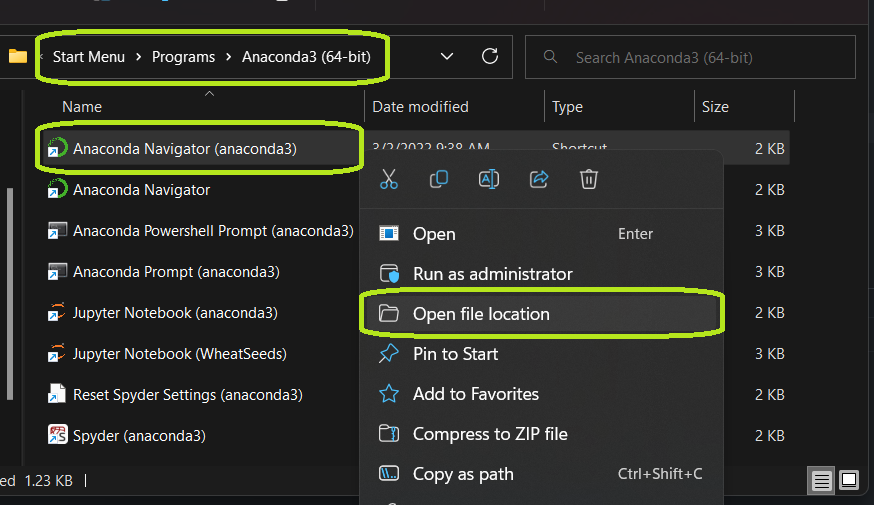 Start Menu > Programs > Anaconda3 (64-bit)
Search Anaconda3 (64-bit)
Name Date modified Type Size
Anaconda Navigator (anaconda3) 3/2/2022 9:38 AM Shortcut 2 KB
Anaconda Navigator 2 KB
Anaconda Powershell Prompt (anaconda3) 3 KB
Anaconda Prompt (anaconda3) 3 KB
Jupyter Notebook (anaconda3) 2 KB
Jupyter Notebook (WheatSeeds) 3 KB
Reset Spyder Settings (anaconda3) 2 KB
Spyder (anaconda3) 2 KB
Open Enter
Run as administrator
Open file location
Pin to Start
Add to Favorites
Compress to ZIP file
Copy as path Ctrl+Shift+C
1.23 KB